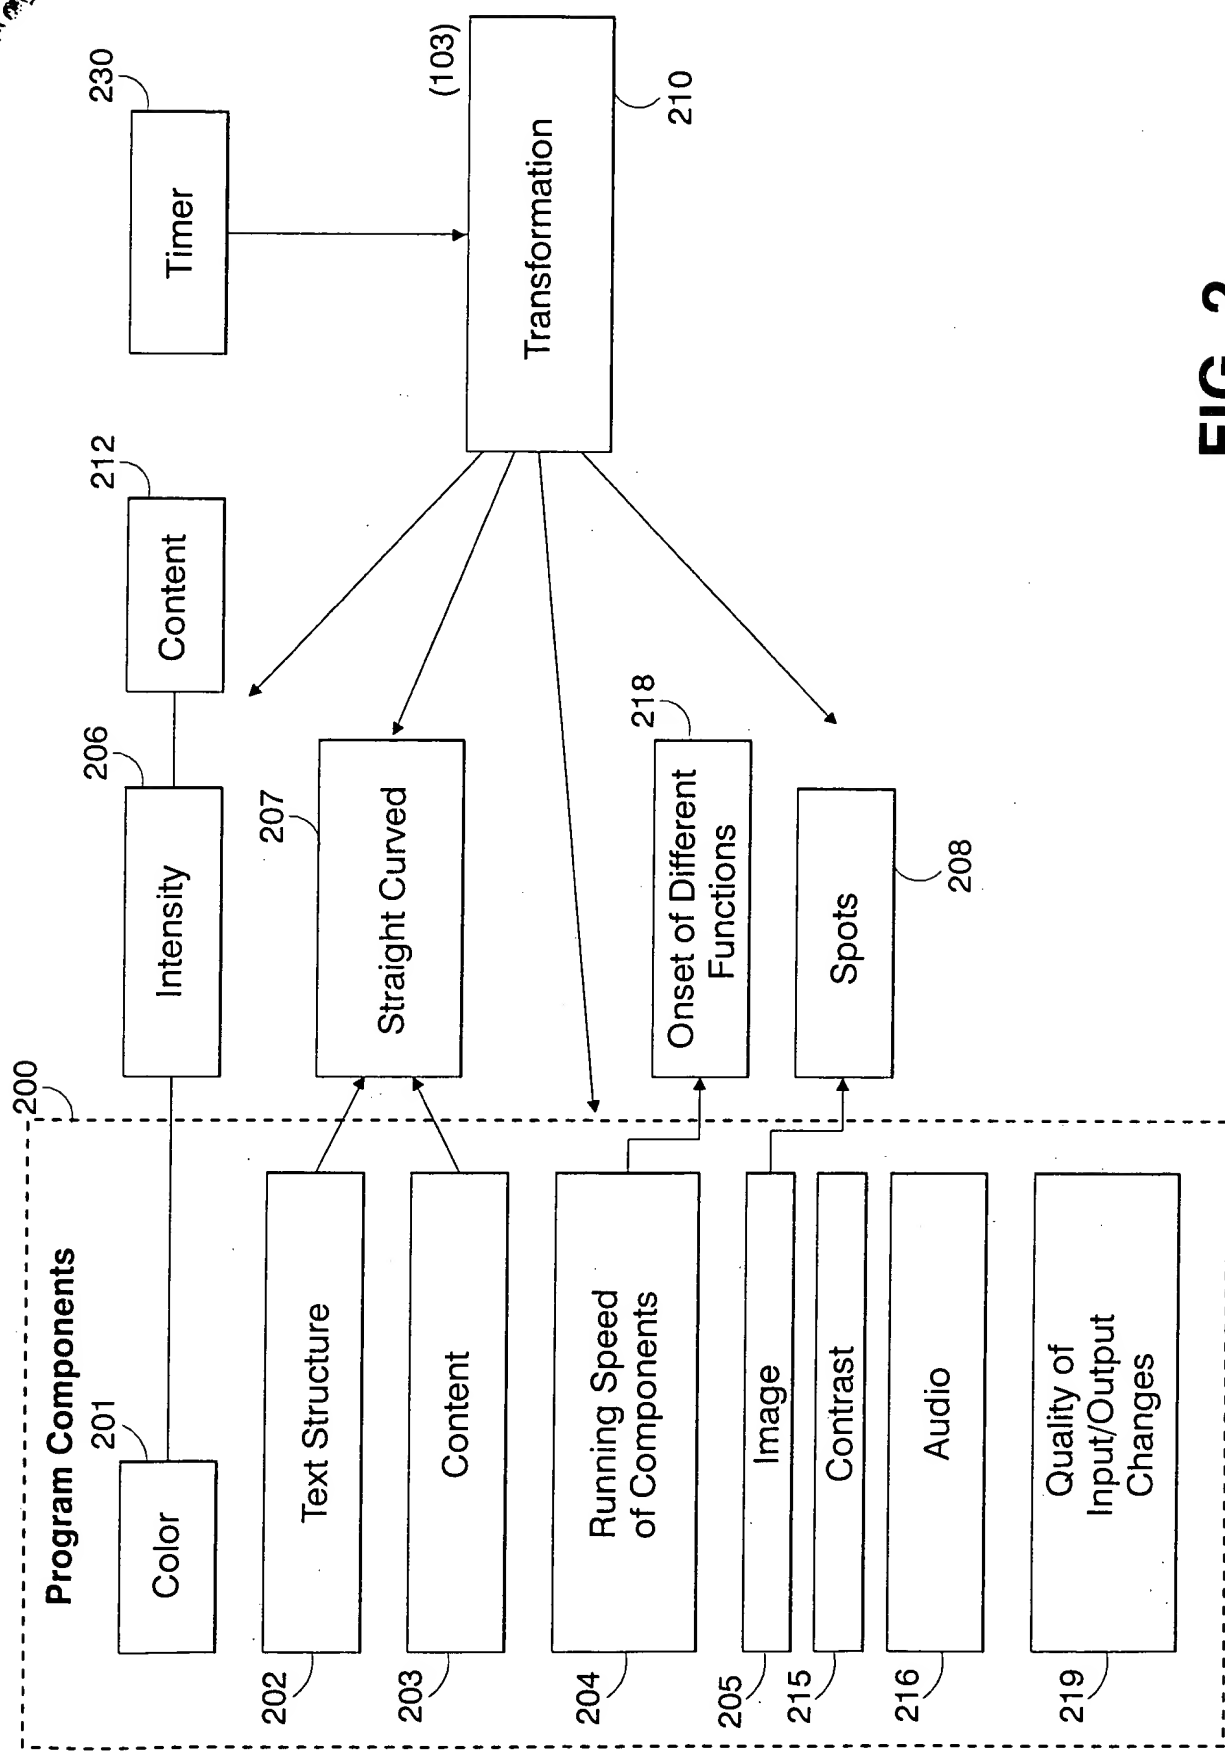 200
Program Components
201
Color
206
Intensity
212
Content
230
Timer
202
Text Structure
207
Straight Curved
203
Content
(103)
Transformation
210
204
Running Speed
of Components
218
Onset of Different
Functions
205
Image
Spots
208
215
Contrast
216
Audio
219
Quality of
Input/Output
Changes
FIG. 2